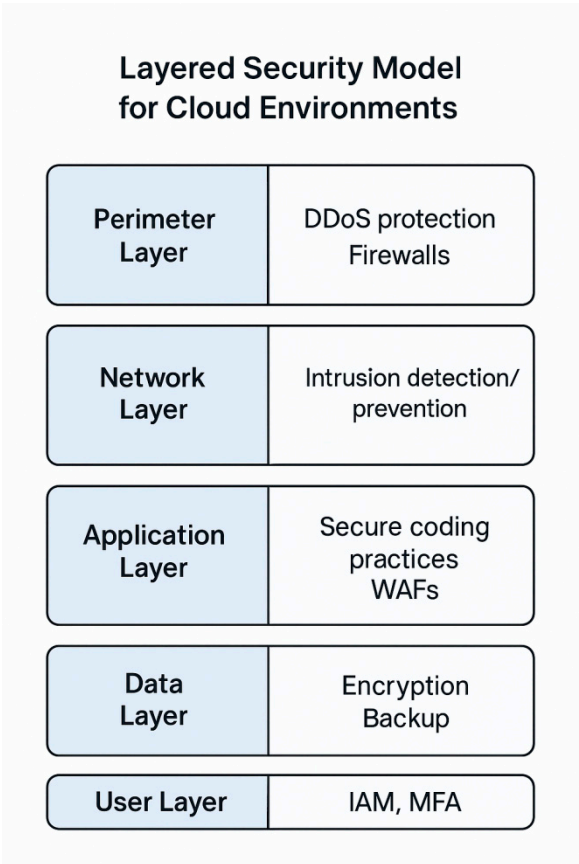 Layered Security Model
for Cloud Environments
Perimeter
Layer
DDoS protection
Firewalls
Network
Layer
Intrusion detection/
prevention
Application
Layer
Secure coding
practices
WAFs
Data
Layer
Encryption
Backup
User Layer
IAM, MFA